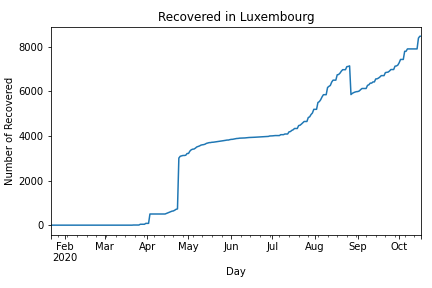 Recovered in Luxembourg
Number of Recovered
8000
6000
4000
2000
0
Feb
2020
Mar
Apr
May
Jun
Jul
Aug
Sep
Oct
Day